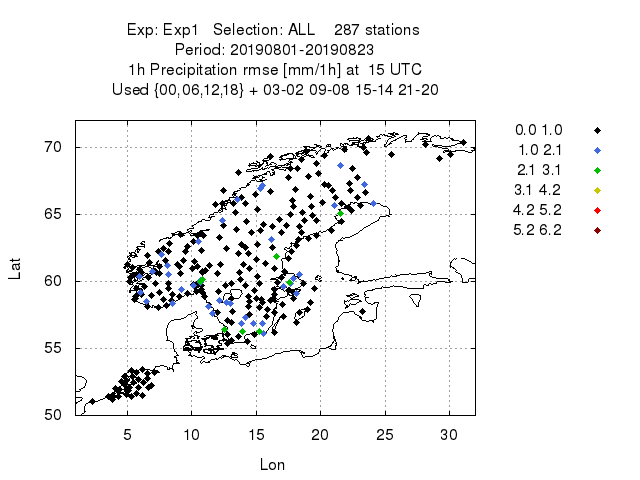 Exp: Exp1 Selection: ALL 287 stations
Period: 20190801-20190823
1h Precipitation rmse [mm/1h] at 15 UTC
Used {00,06,12,18} + 03-02 09-08 15-14 21-20
0.0 1.0
1.0 2.1
2.1 3.1
3.1 4.2
4.2 5.2
5.2 6.2
Lat
70
65
60
55
50
5 10 15 20 25 30
Lon